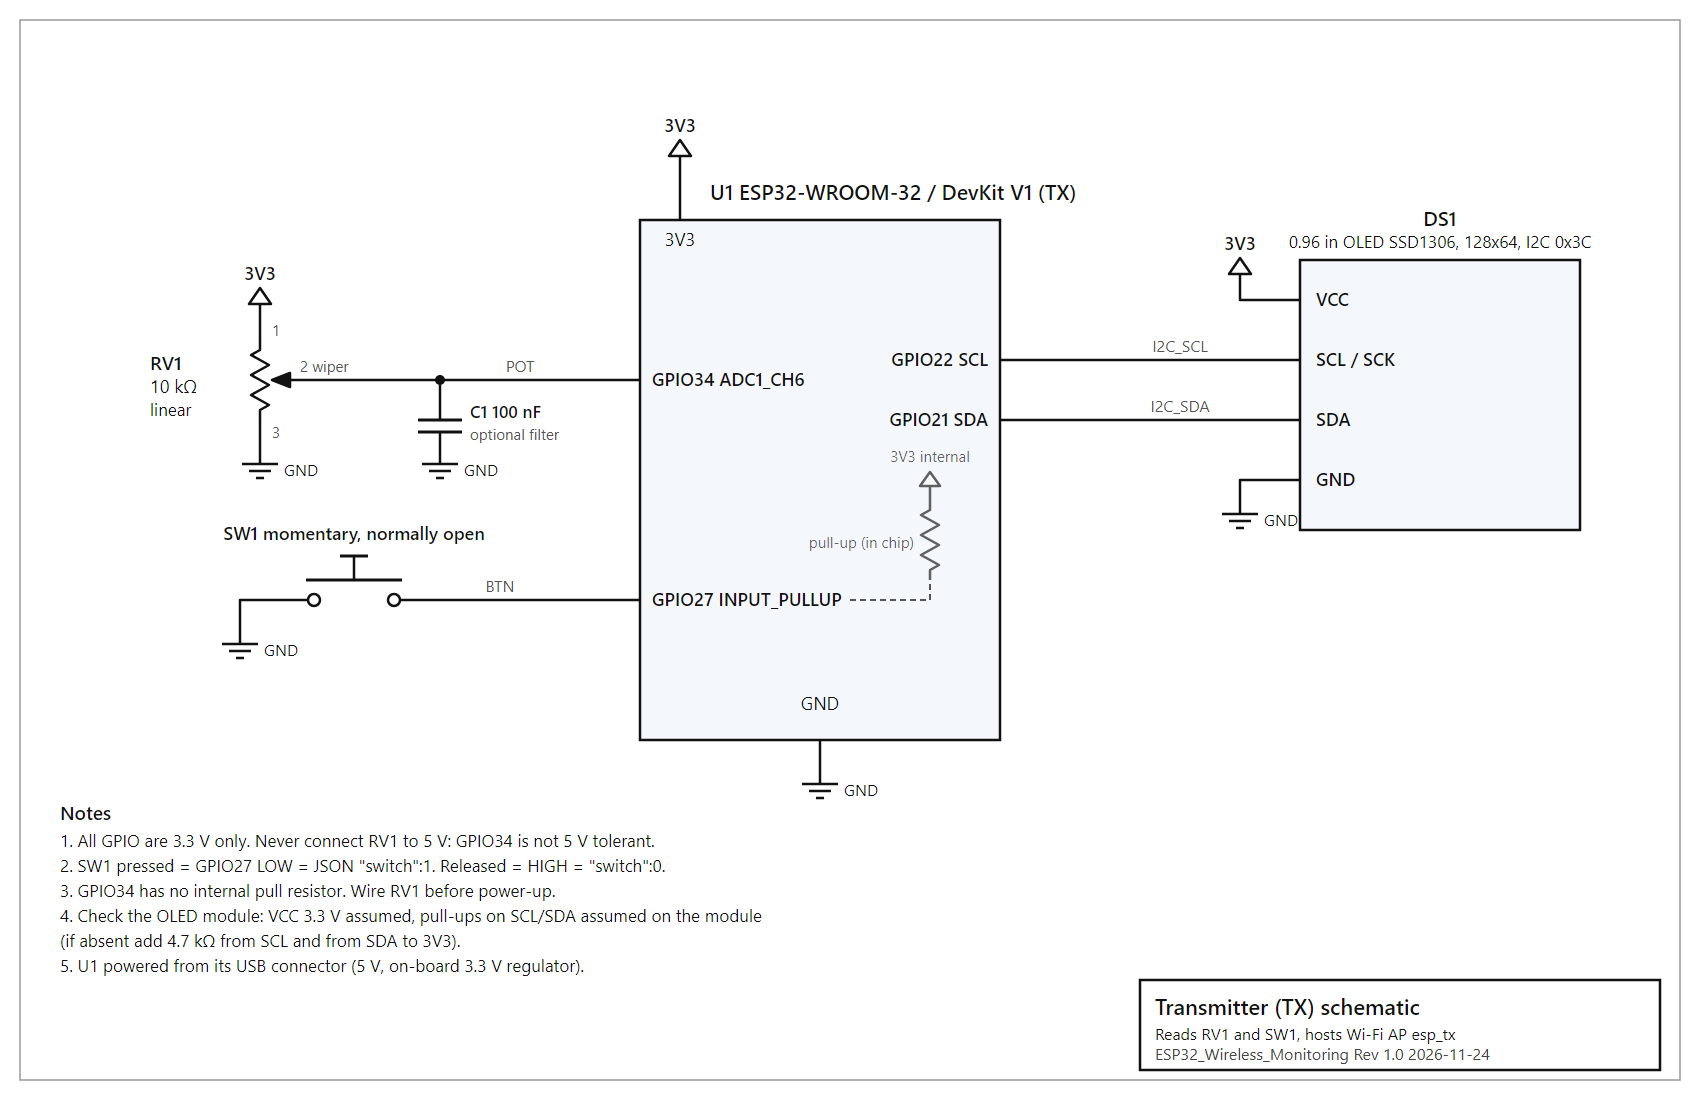 3V3
U1 ESP32-WROOM-32 / DevKit V1 (TX)
3V3
DS1
0.96 in OLED SSD1306, 128x64, I2C 0x3C
3V3
VCC
3V3
1
RV1
10 kΩ
linear
2 wiper
POT
GPIO34 ADC1_CH6
C1 100 nF
optional filter
3
GND
GND
GPIO22 SCL
I2C_SCL
SCL / SCK
GPIO21 SDA
I2C_SDA
SDA
3V3 internal
pull-up (in chip)
GND
GND
SW1 momentary, normally open
BTN
GPIO27 INPUT_PULLUP
GND
GND
GND
Notes
1. All GPIO are 3.3 V only. Never connect RV1 to 5 V: GPIO34 is not 5 V tolerant.
2. SW1 pressed = GPIO27 LOW = JSON "switch":1. Released = HIGH = "switch":0.
3. GPIO34 has no internal pull resistor. Wire RV1 before power-up.
4. Check the OLED module: VCC 3.3 V assumed, pull-ups on SCL/SDA assumed on the module
(if absent add 4.7 kΩ from SCL and from SDA to 3V3).
5. U1 powered from its USB connector (5 V, on-board 3.3 V regulator).
Transmitter (TX) schematic
Reads RV1 and SW1, hosts Wi-Fi AP esp_tx
ESP32_Wireless_Monitoring Rev 1.0 2026-11-24